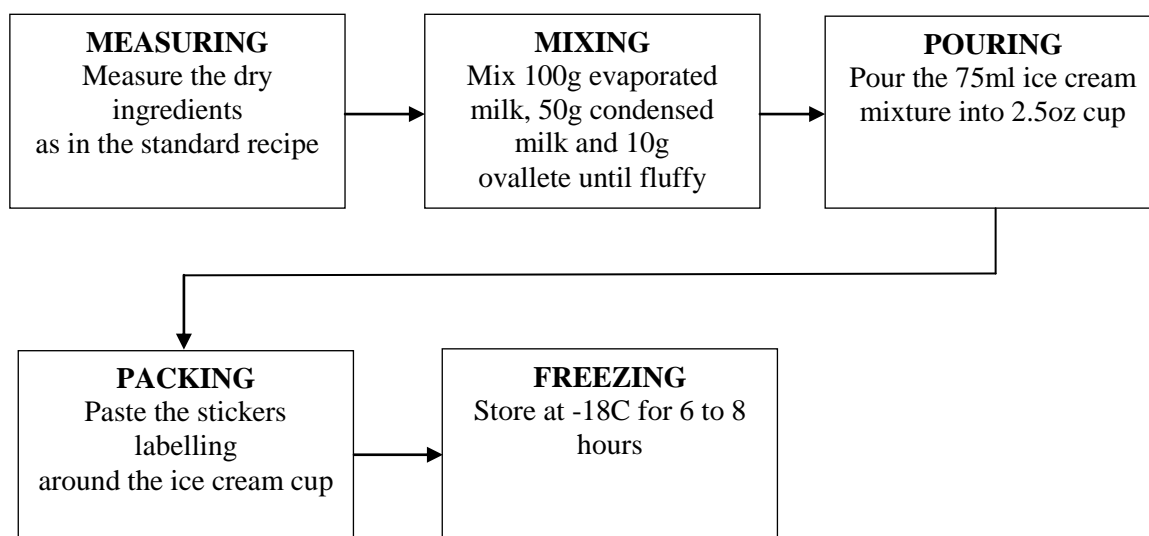 MEASURING
Measure the dry
ingredients
as in the standard recipe
MIXING
Mix 100g evaporated
milk, 50g condensed
milk and 10g
ovallete until fluffy
POURING
Pour the 75ml ice cream
mixture into 2.5oz cup
PACKING
Paste the stickers
labelling
around the ice cream cup
FREEZING
Store at -18C for 6 to 8
hours